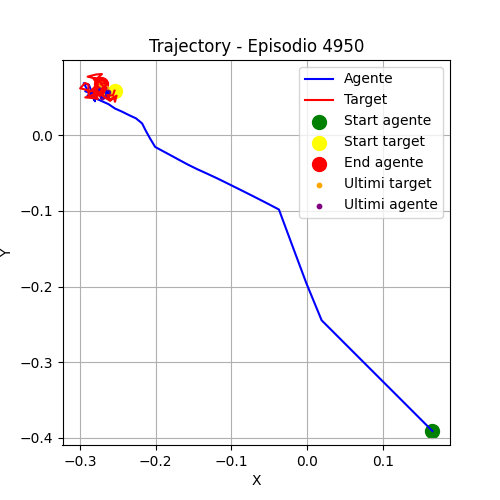 Trajectory - Episodio 4950
Agente
Target
Start agente
Start target
End agente
Ultimi target
Ultimi agente
Y
0.0
−0.1
−0.2
−0.3
−0.4
−0.3
−0.2
−0.1
0.0
0.1
X